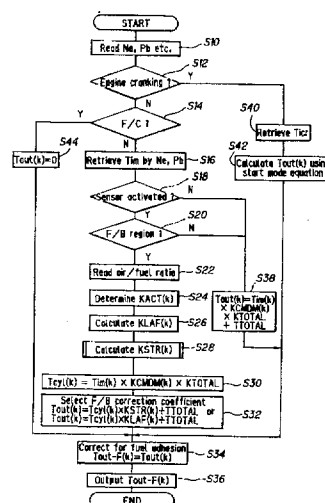 START
Read Ne, Pb etc.
S10
S12
Engine cranking ?
Y
N
S14
F/C ?
Y
N
S40
Retrieve Ticr
S44
Tout(k)=0
Retrieve Tim by Ne, Pb
S16
S42
Calculate Tout(k) using
start mode equation
S18
Sensor activated ?
N
Y
S20
F/B region ?
N
Y
S22
Read air/fuel ratio
S38
Tout(k)=Tim(k)
× KCMDM(k)
× KTOTAL
+ TTOTAL
Determine KACT(k)
S24
Calculate KLAF(k)
S26
Calculate KSTR(k)
S28
Tcyl(k) = Tim(k) × KCMDM(k) × KTOTAL
S30
Select F/B correction coefficient
Tout(k)=Tcyl(k)×KSTR(k)+TTOTAL or
Tout(k)=Tcyl(k)×KLAF(k)+TTOTAL
S32
Correct for fuel adhesion
Tout-F(k)=Tout(k)
S34
Output Tout-F(k)
S36
END